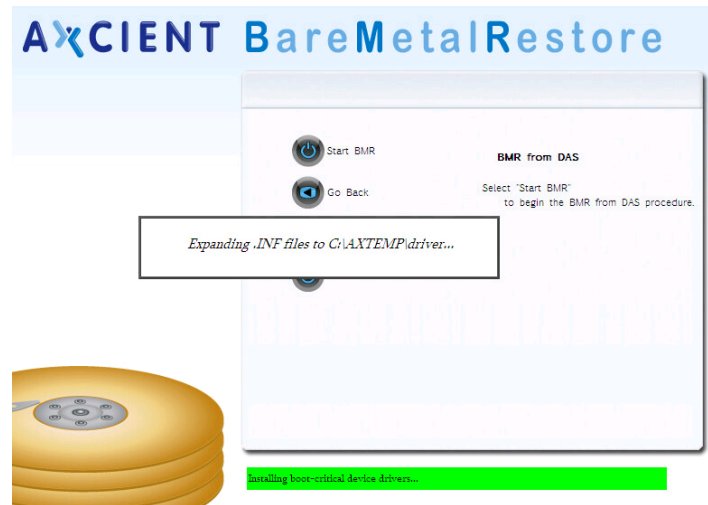 AXCIENT BareMetalRestore
Start BMR
BMR from DAS
Go Back
Select "Start BMR"
to begin the BMR from DAS procedure.
Expanding .INF files to C:\AXTEMP\driver...
Installing boot-critical device drivers...